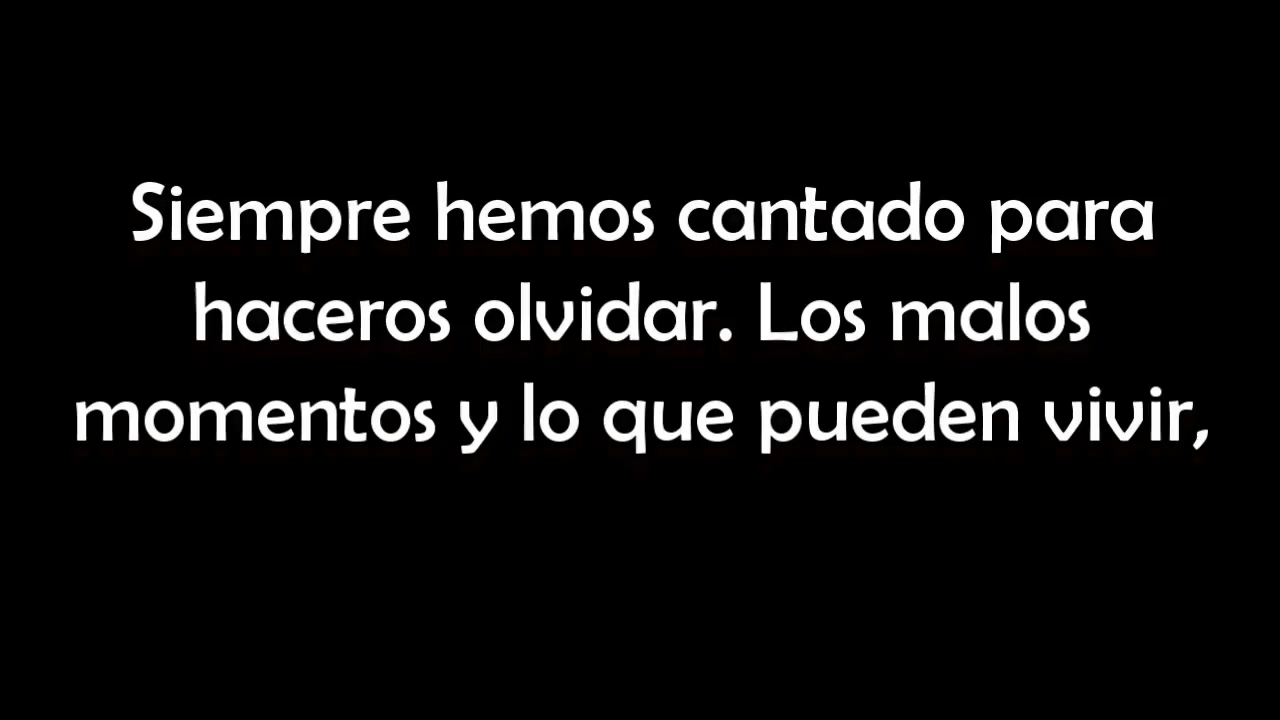 Siempre hemos cantado para
haceros olvidar. Los malos
momentos y lo que pueden vivir,